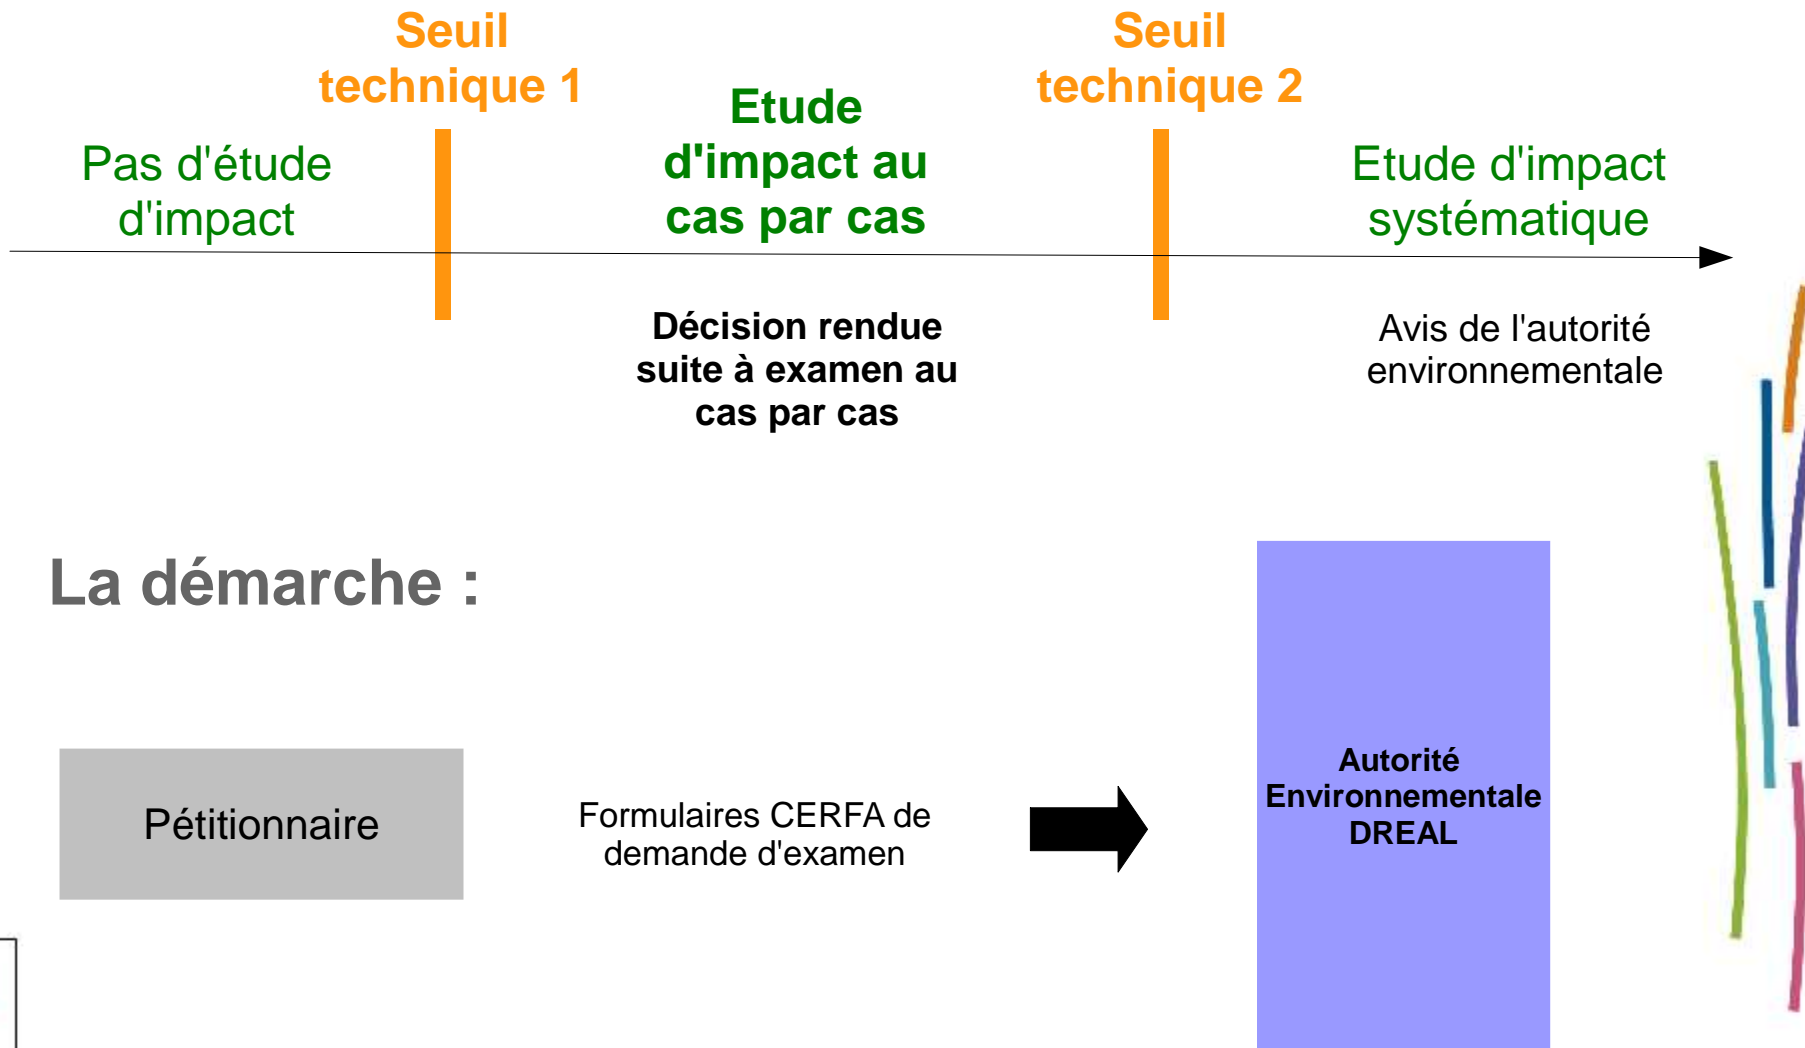 Seuil
technique 1
Seuil
technique 2
Pas d'étude
d'impact
Etude
d'impact au
cas par cas
Etude d'impact
systématique
Décision rendue
suite à examen au
cas par cas
Avis de l'autorité
environnementale
La démarche :
Pétitionnaire
Formulaires CERFA de
demande d'examen
Autorité
Environnementale
DREAL